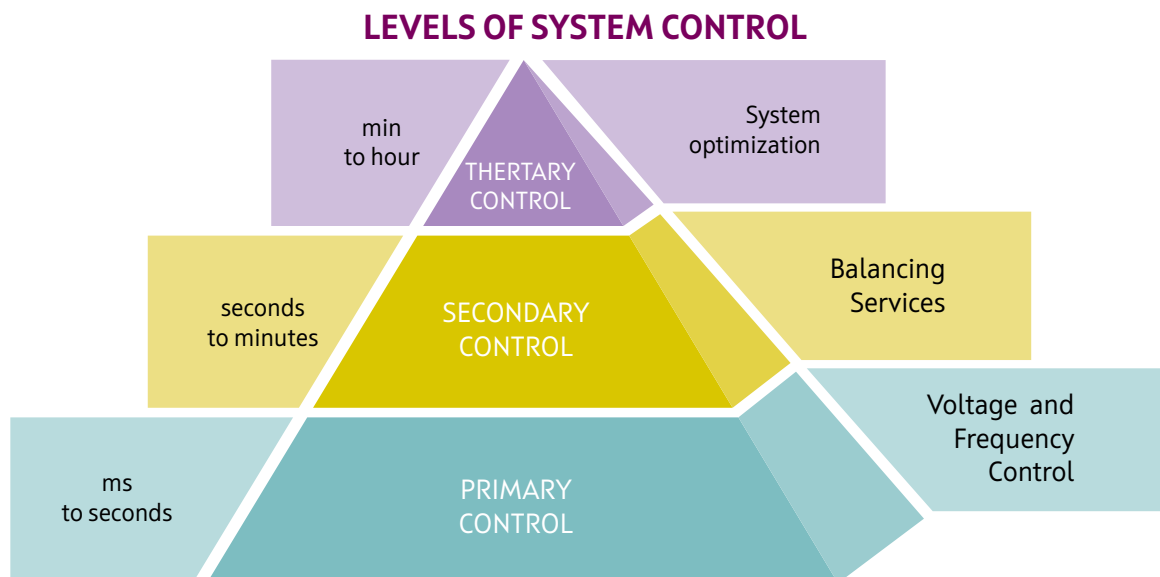 LEVELS OF SYSTEM CONTROL
min
to hour
THERTARY
CONTROL
System
optimization
seconds
to minutes
SECONDARY
CONTROL
Balancing
Services
ms
to seconds
PRIMARY
CONTROL
Voltage and
Frequency
Control